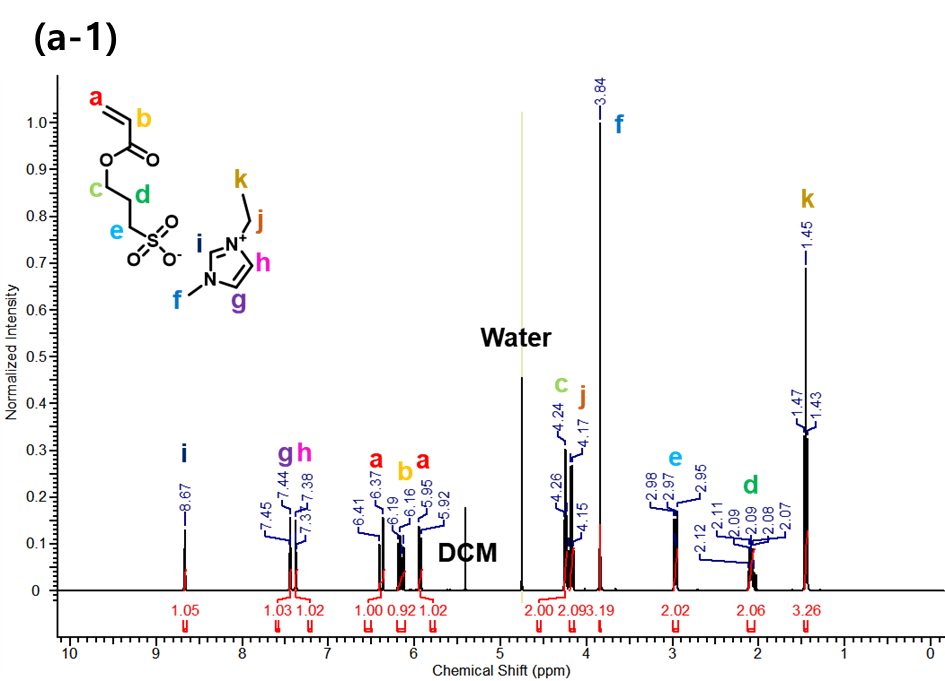 (a-1)
a
b
O
O
c
d
e
S
O
O
O-
k
j
i
N+
h
N
f
g
Normalized Intensity
1.0
0.9
0.8
0.7
0.6
0.5
0.4
0.3
0.2
0.1
0
i
8.67
g h
7.45
7.44
7.37
7.38
a
6.41
6.37
b
6.19
6.16
a
5.95
5.92
DCM
Water
c
4.26
4.24
j
4.17
4.15
3.84
f
e
2.98
2.97
2.95
d
2.12
2.11
2.09
2.09
2.08
2.07
k
1.47
1.45
1.43
1.05 1.03 1.02 1.00 0.92 1.02 2.00 2.09 3.19 2.02 2.06 3.26
10 9 8 7 6 5 4 3 2 1 0
Chemical Shift (ppm)